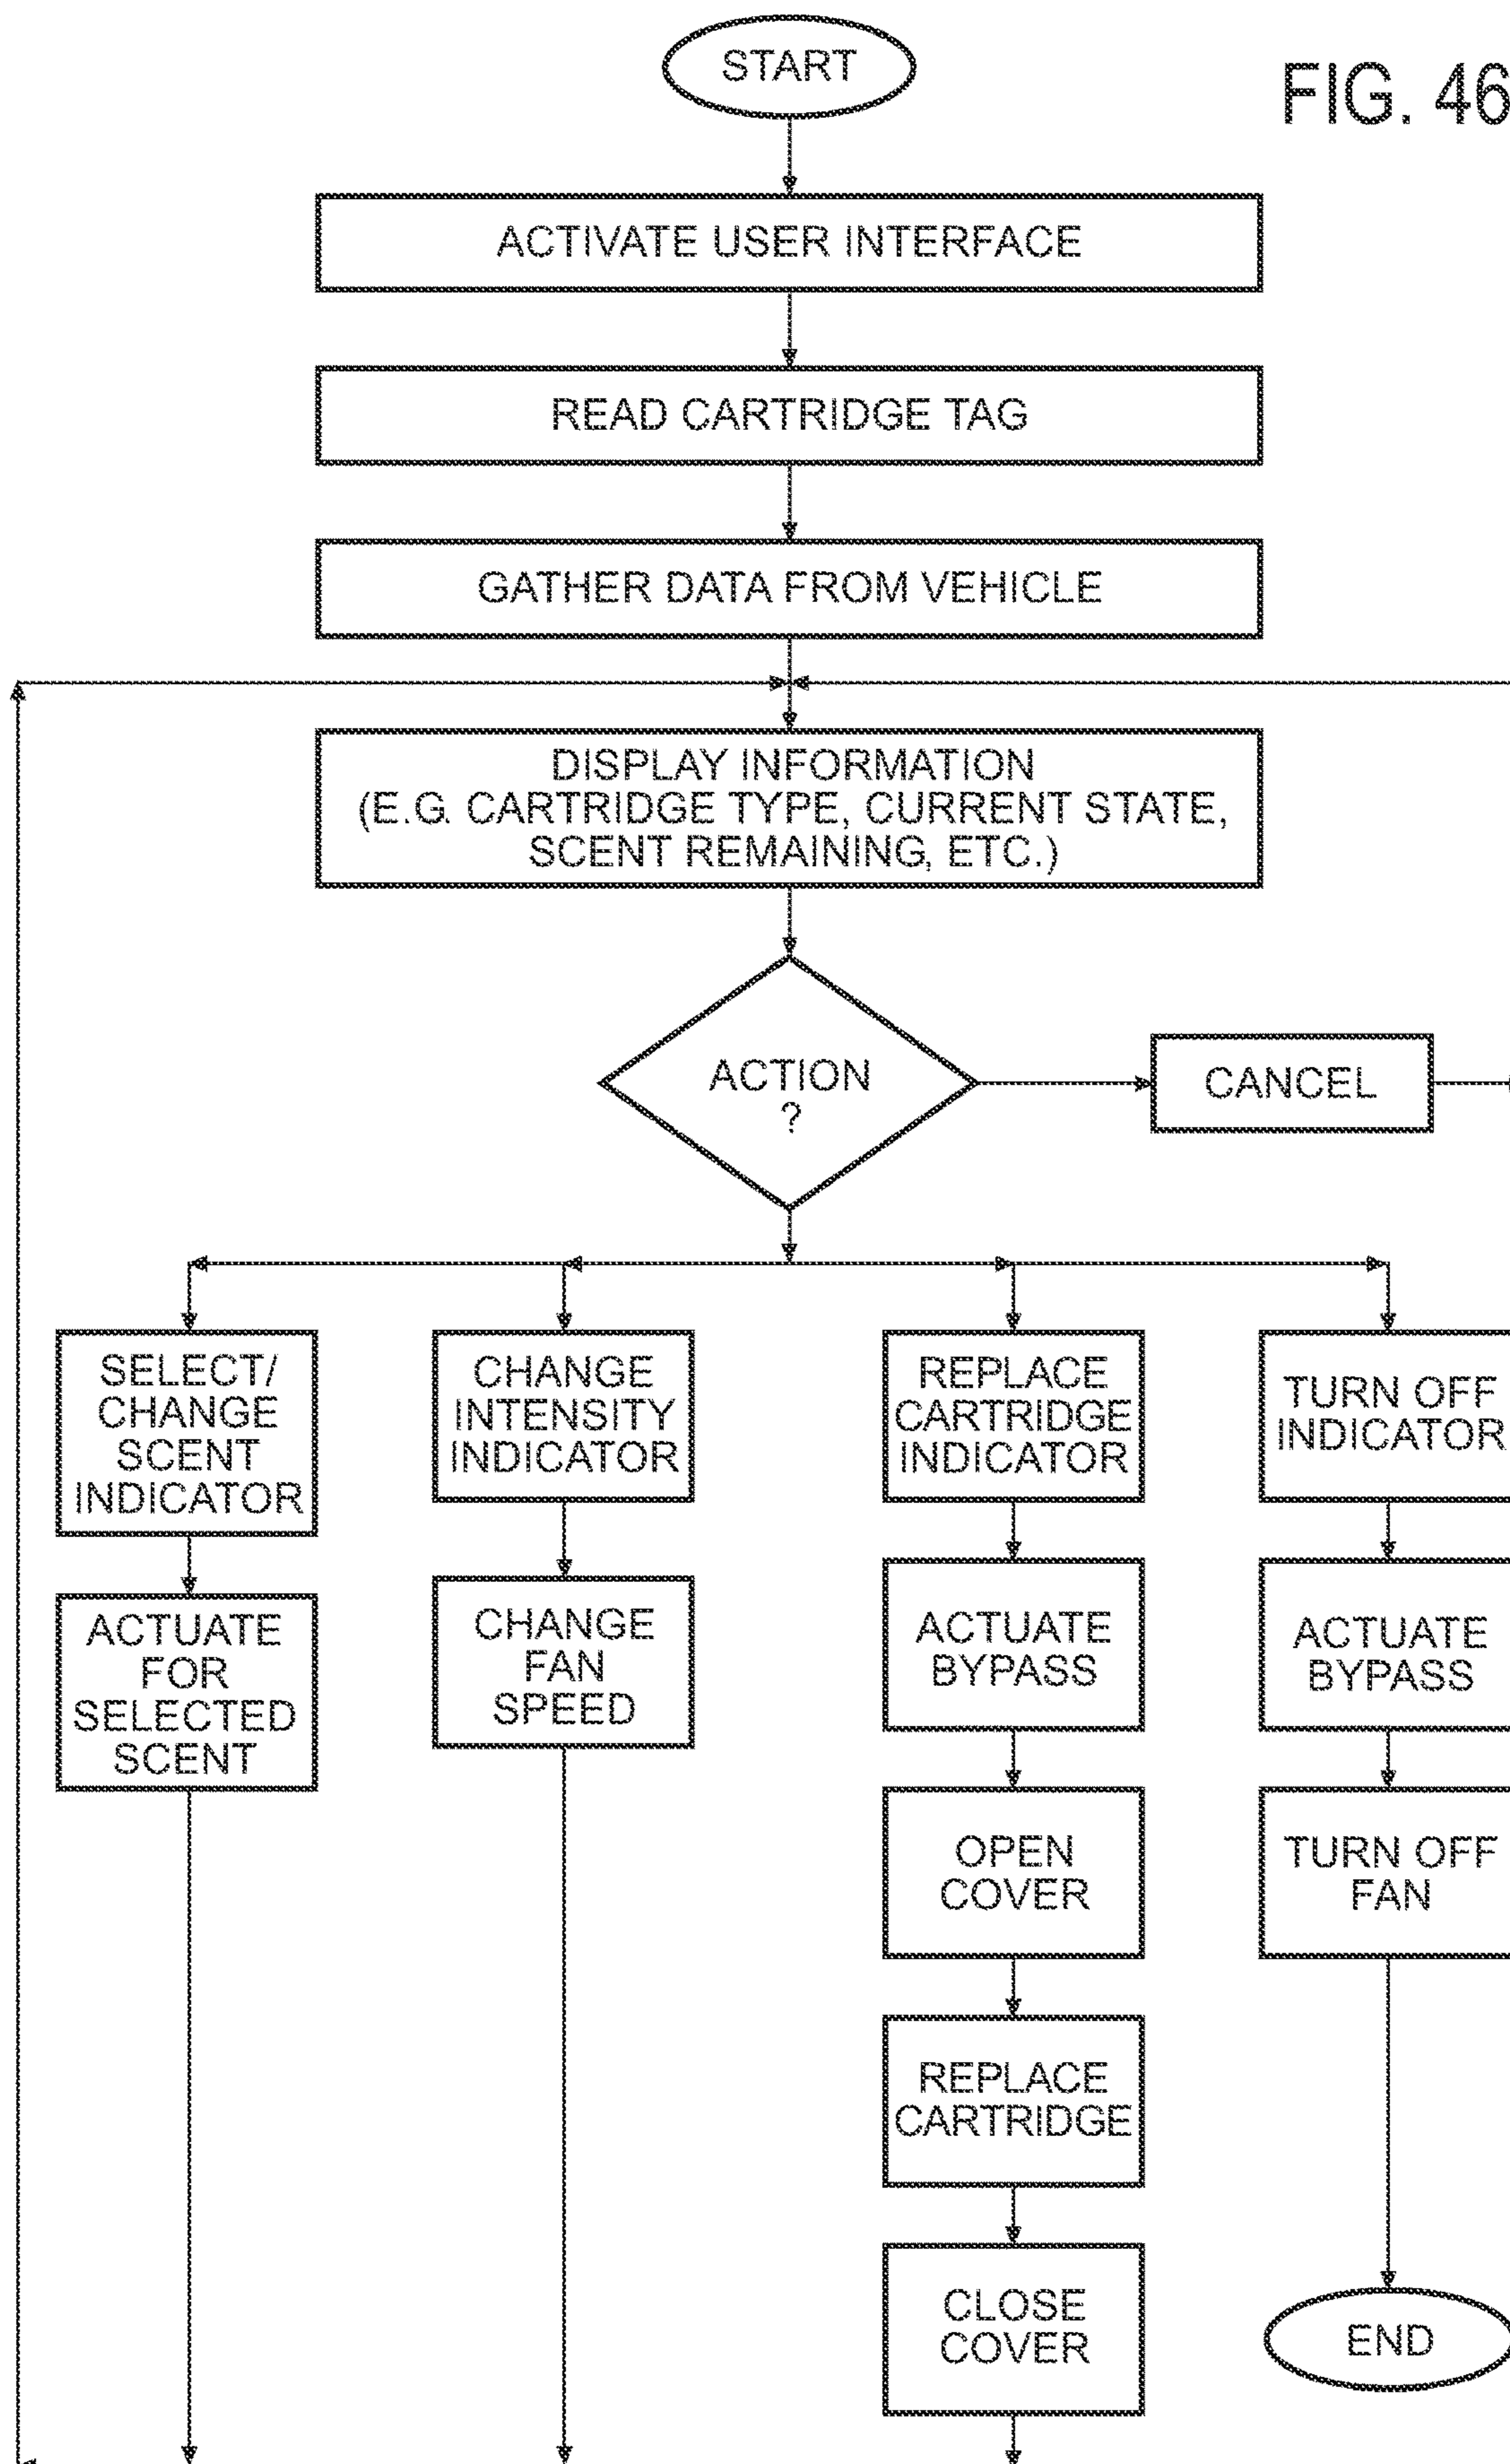 START
FIG. 46
ACTIVATE USER INTERFACE
READ CARTRIDGE TAG
GATHER DATA FROM VEHICLE
DISPLAY INFORMATION
(E.G. CARTRIDGE TYPE, CURRENT STATE,
SCENT REMAINING, ETC.)
ACTION
?
CANCEL
SELECT/
CHANGE
SCENT
INDICATOR
CHANGE
INTENSITY
INDICATOR
REPLACE
CARTRIDGE
INDICATOR
TURN OFF
INDICATOR
ACTUATE
FOR
SELECTED
SCENT
CHANGE
FAN
SPEED
ACTUATE
BYPASS
ACTUATE
BYPASS
OPEN
COVER
TURN OFF
FAN
REPLACE
CARTRIDGE
CLOSE
COVER
END